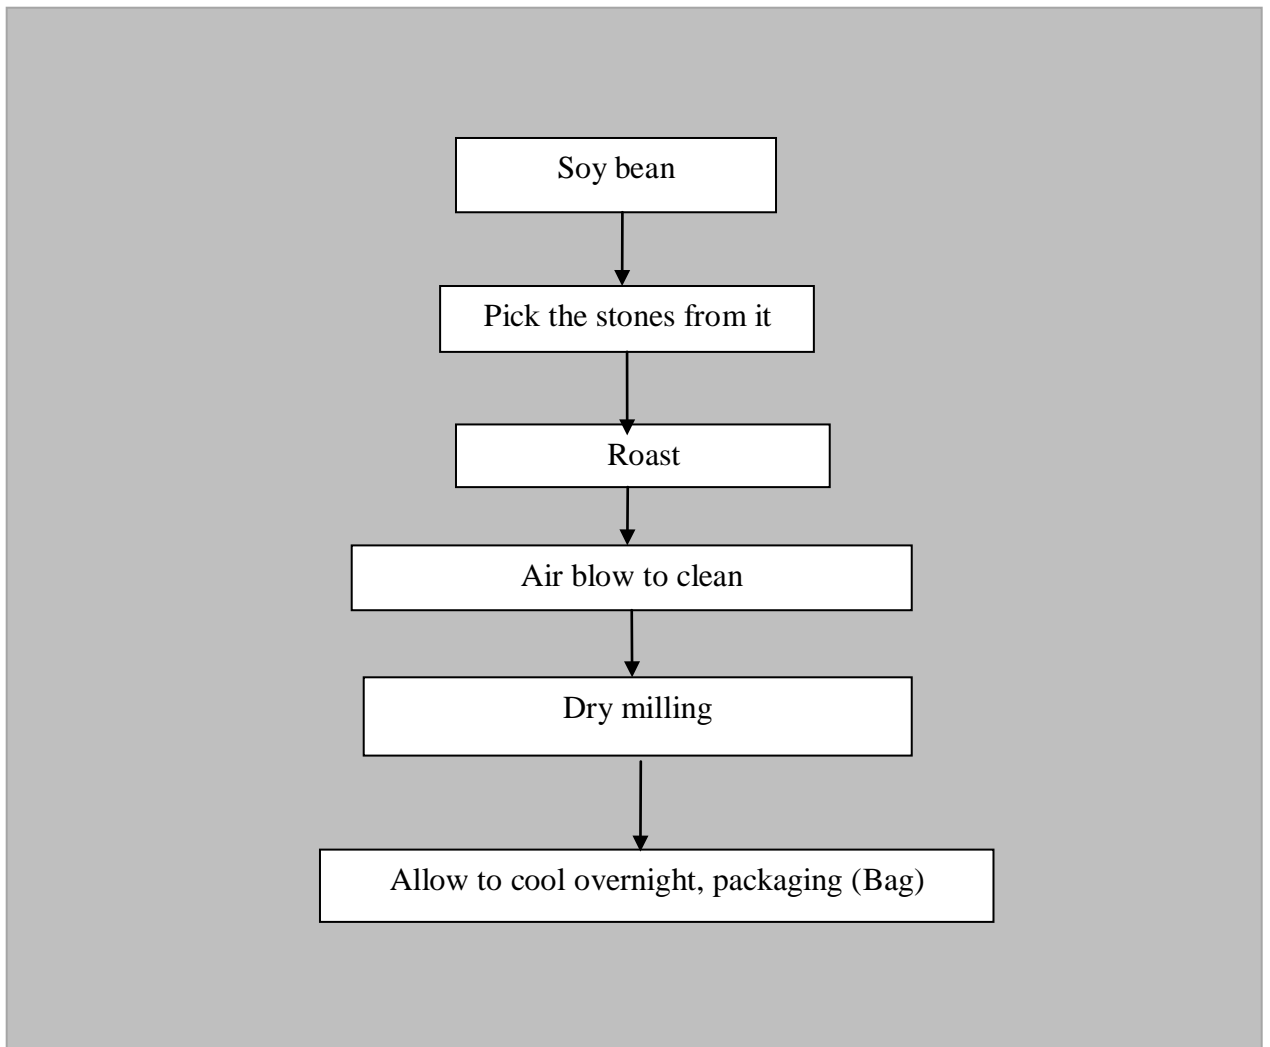 Soy bean
Pick the stones from it
Roast
Air blow to clean
Dry milling
Allow to cool overnight, packaging (Bag)